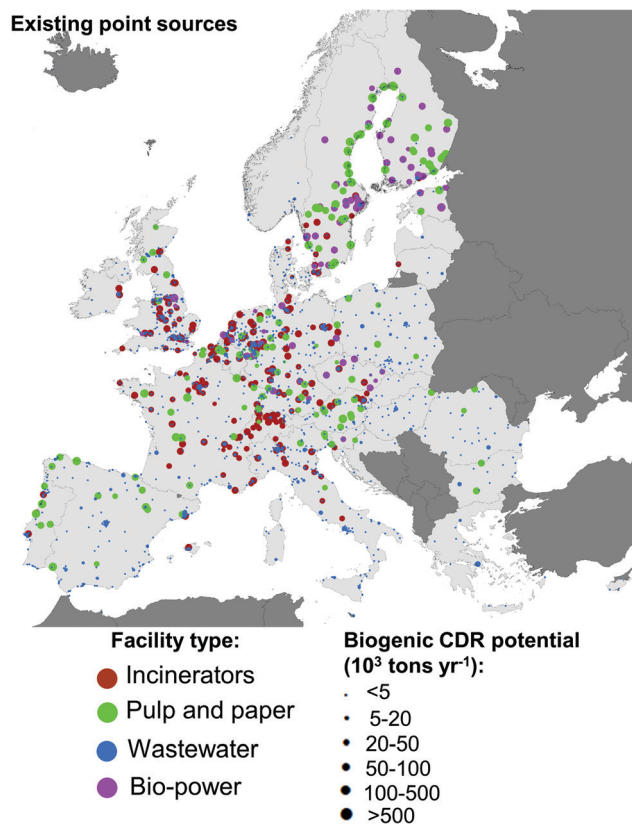 Existing point sources
Facility type:
Incinerators
Pulp and paper
Wastewater
Bio-power
Biogenic CDR potential
(10³ tons yr⁻¹):
<5
5-20
20-50
50-100
100-500
>500